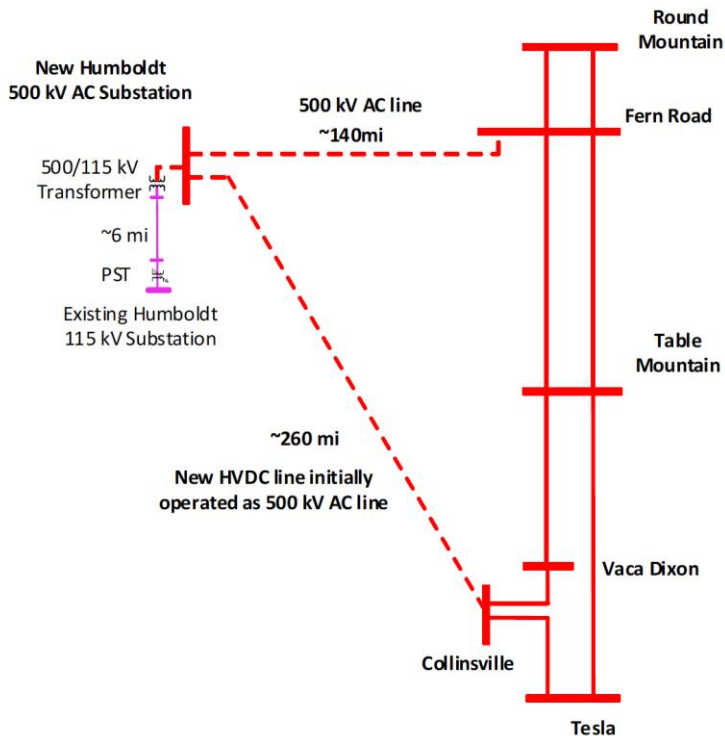 Round
Mountain
New Humboldt
500 kV AC Substation
500 kV AC line
~140mi
Fern Road
500/115 kV
Transformer
~6 mi
PST
Existing Humboldt
115 kV Substation
Table
Mountain
~260 mi
New HVDC line initially
operated as 500 kV AC line
Vaca Dixon
Collinsville
Tesla